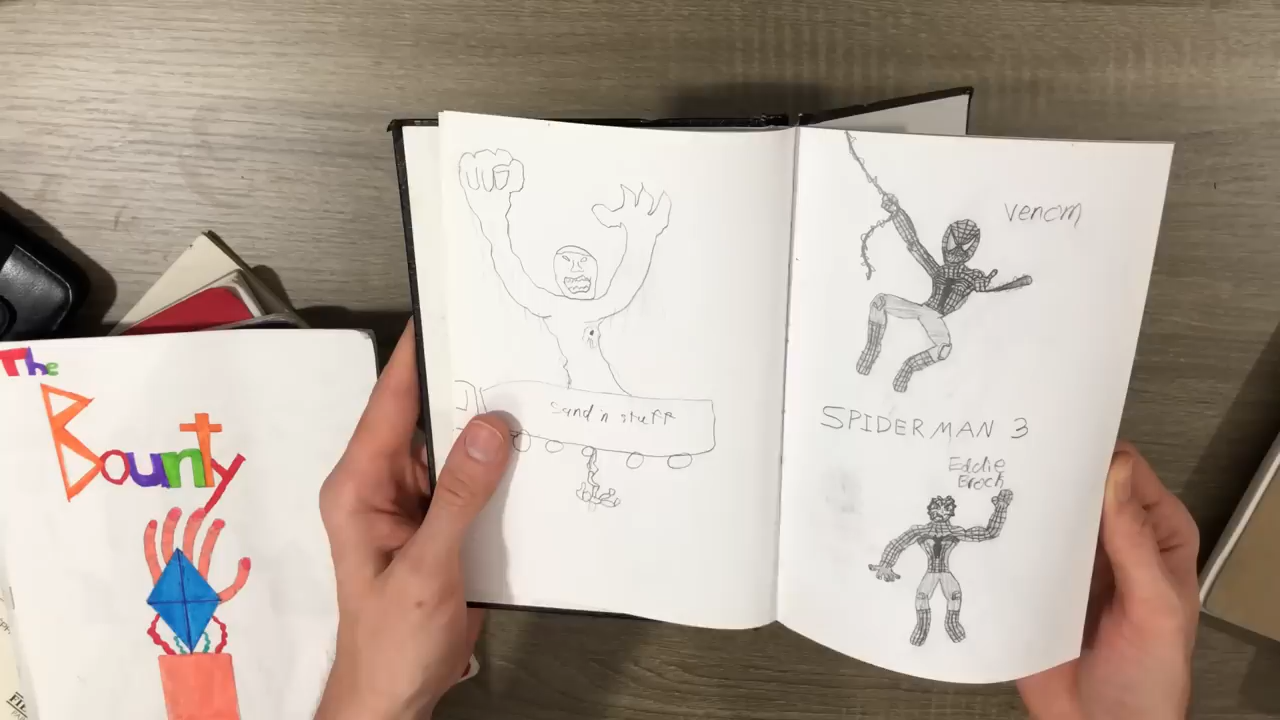 The
Bounty
Sand'n stuff
venom
SPIDERMAN 3
Eddie
Brock